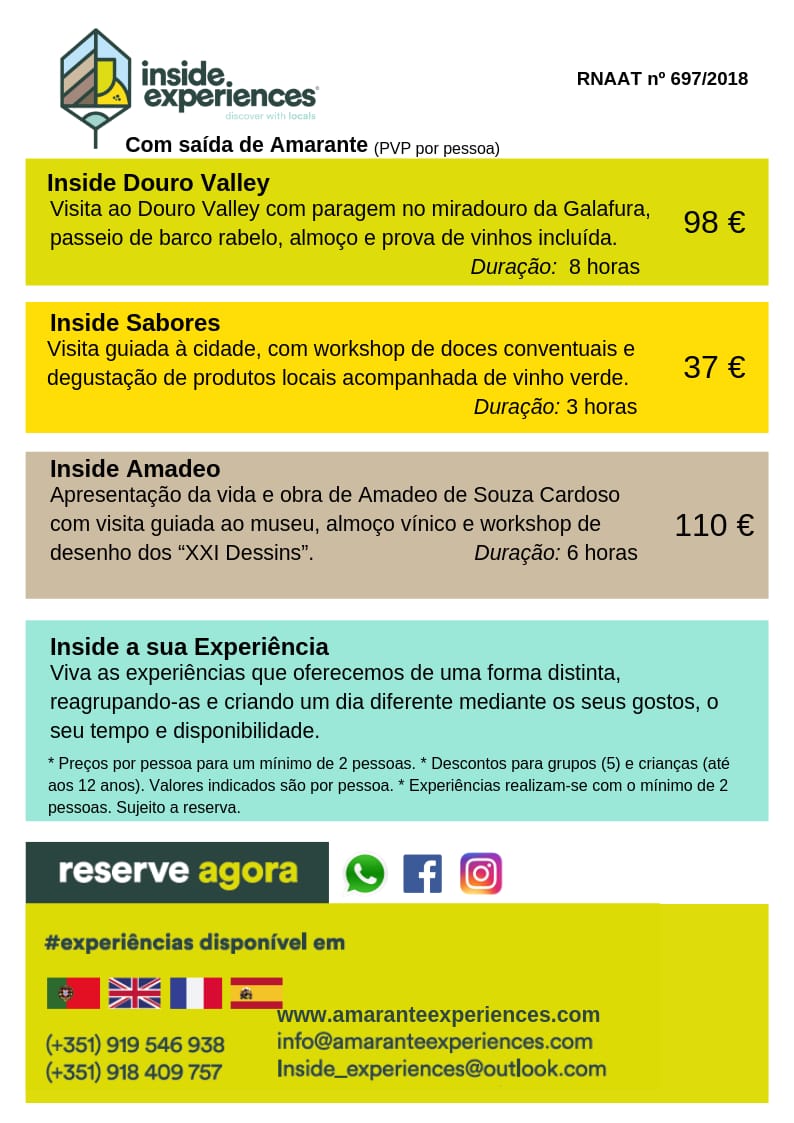 inside
experiences®
discover with locals
RNAAT nº 697/2018
Com saída de Amarante (PVP por pessoa)
Inside Douro Valley
Visita ao Douro Valley com paragem no miradouro da Galafura,
passeio de barco rabelo, almoço e prova de vinhos incluída.
98 €
Duração: 8 horas
Inside Sabores
Visita guiada à cidade, com workshop de doces conventuais e
degustação de produtos locais acompanhada de vinho verde.
37 €
Duração: 3 horas
Inside Amadeo
Apresentação da vida e obra de Amadeo de Souza Cardoso
com visita guiada ao museu, almoço vínico e workshop de
110 €
desenho dos “XXI Dessins”. Duração: 6 horas
Inside a sua Experiência
Viva as experiências que oferecemos de uma forma distinta,
reagrupando-as e criando um dia diferente mediante os seus gostos, o
seu tempo e disponibilidade.
* Preços por pessoa para um mínimo de 2 pessoas. * Descontos para grupos (5) e crianças (até
aos 12 anos). Valores indicados são por pessoa. * Experiências realizam-se com o mínimo de 2
pessoas. Sujeito a reserva.
reserve agora
#experiências disponível em
www.amaranteexperiences.com
(+351) 919 546 938 info@amaranteexperiences.com
(+351) 918 409 757 Inside_experiences@outlook.com